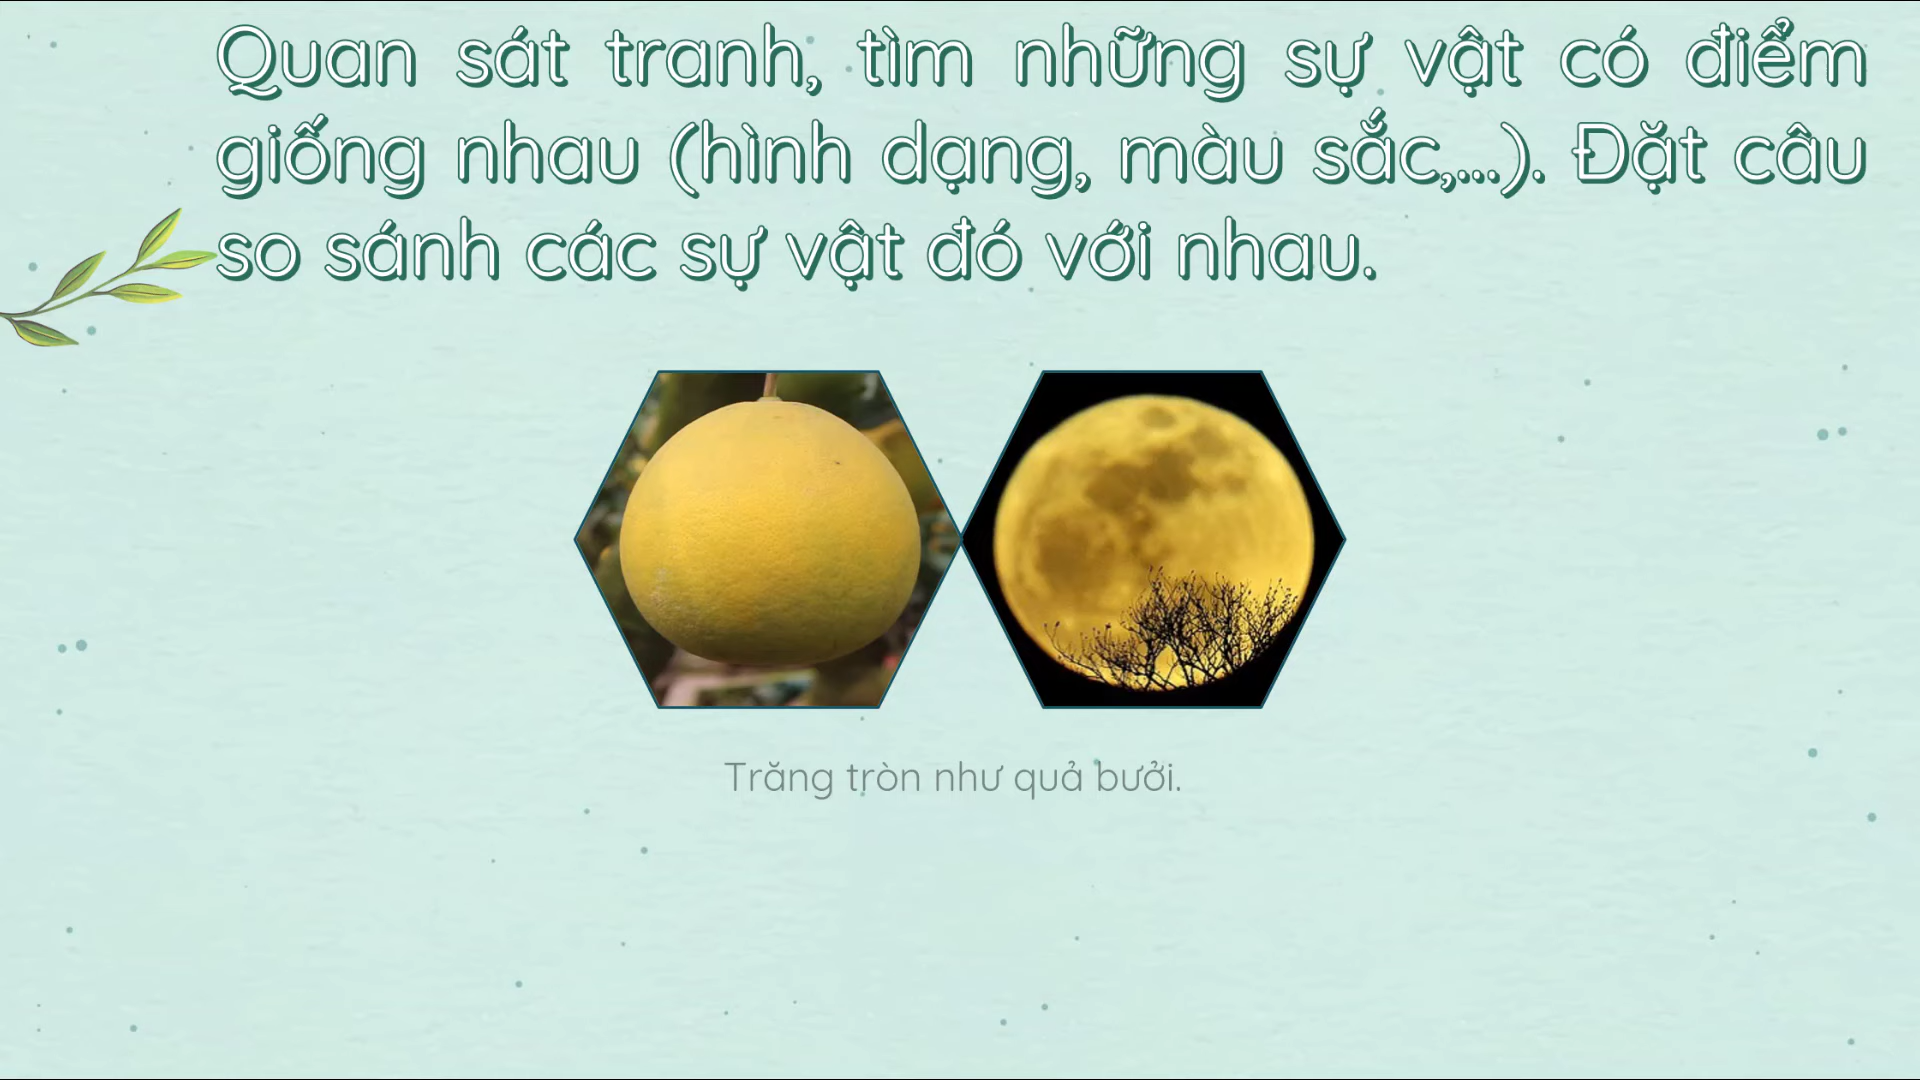 Quan sát tranh, tìm những sự vật có điểm
giống nhau (hình dạng, màu sắc,...). Đặt câu
so sánh các sự vật đó với nhau.
Trăng tròn như quả bưởi.